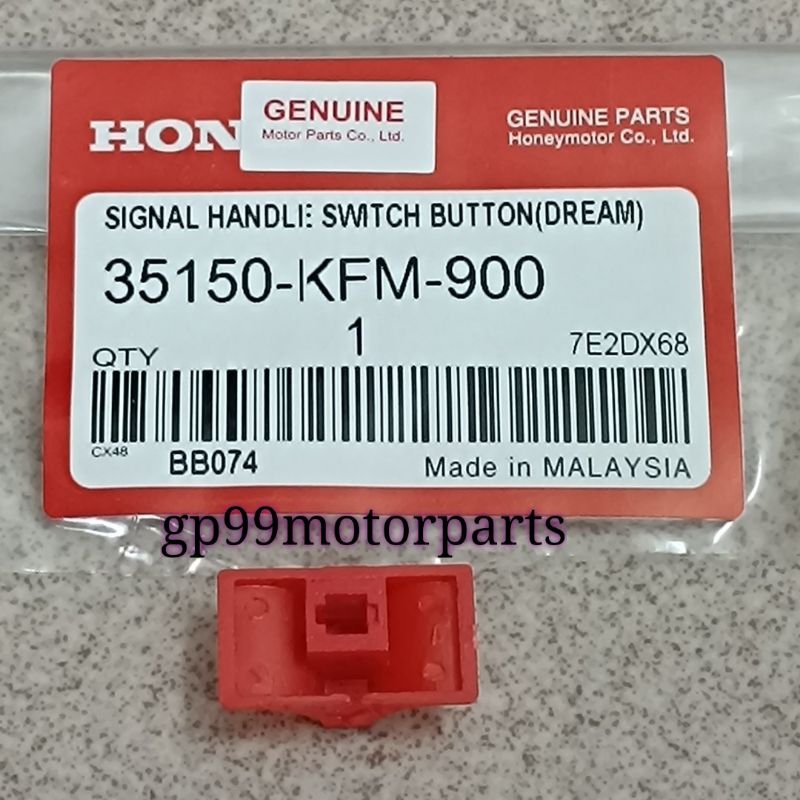 HON
GENUINE
Motor Parts Co., Ltd.
GENUINE PARTS
Honeymotor Co., Ltd.
SIGNAL HANDLE SWITCH BUTTON(DREAM)
35150-KFM-900
1
QTY
7E2DX68
CX48
BB074
Made in MALAYSIA
gp99motorparts